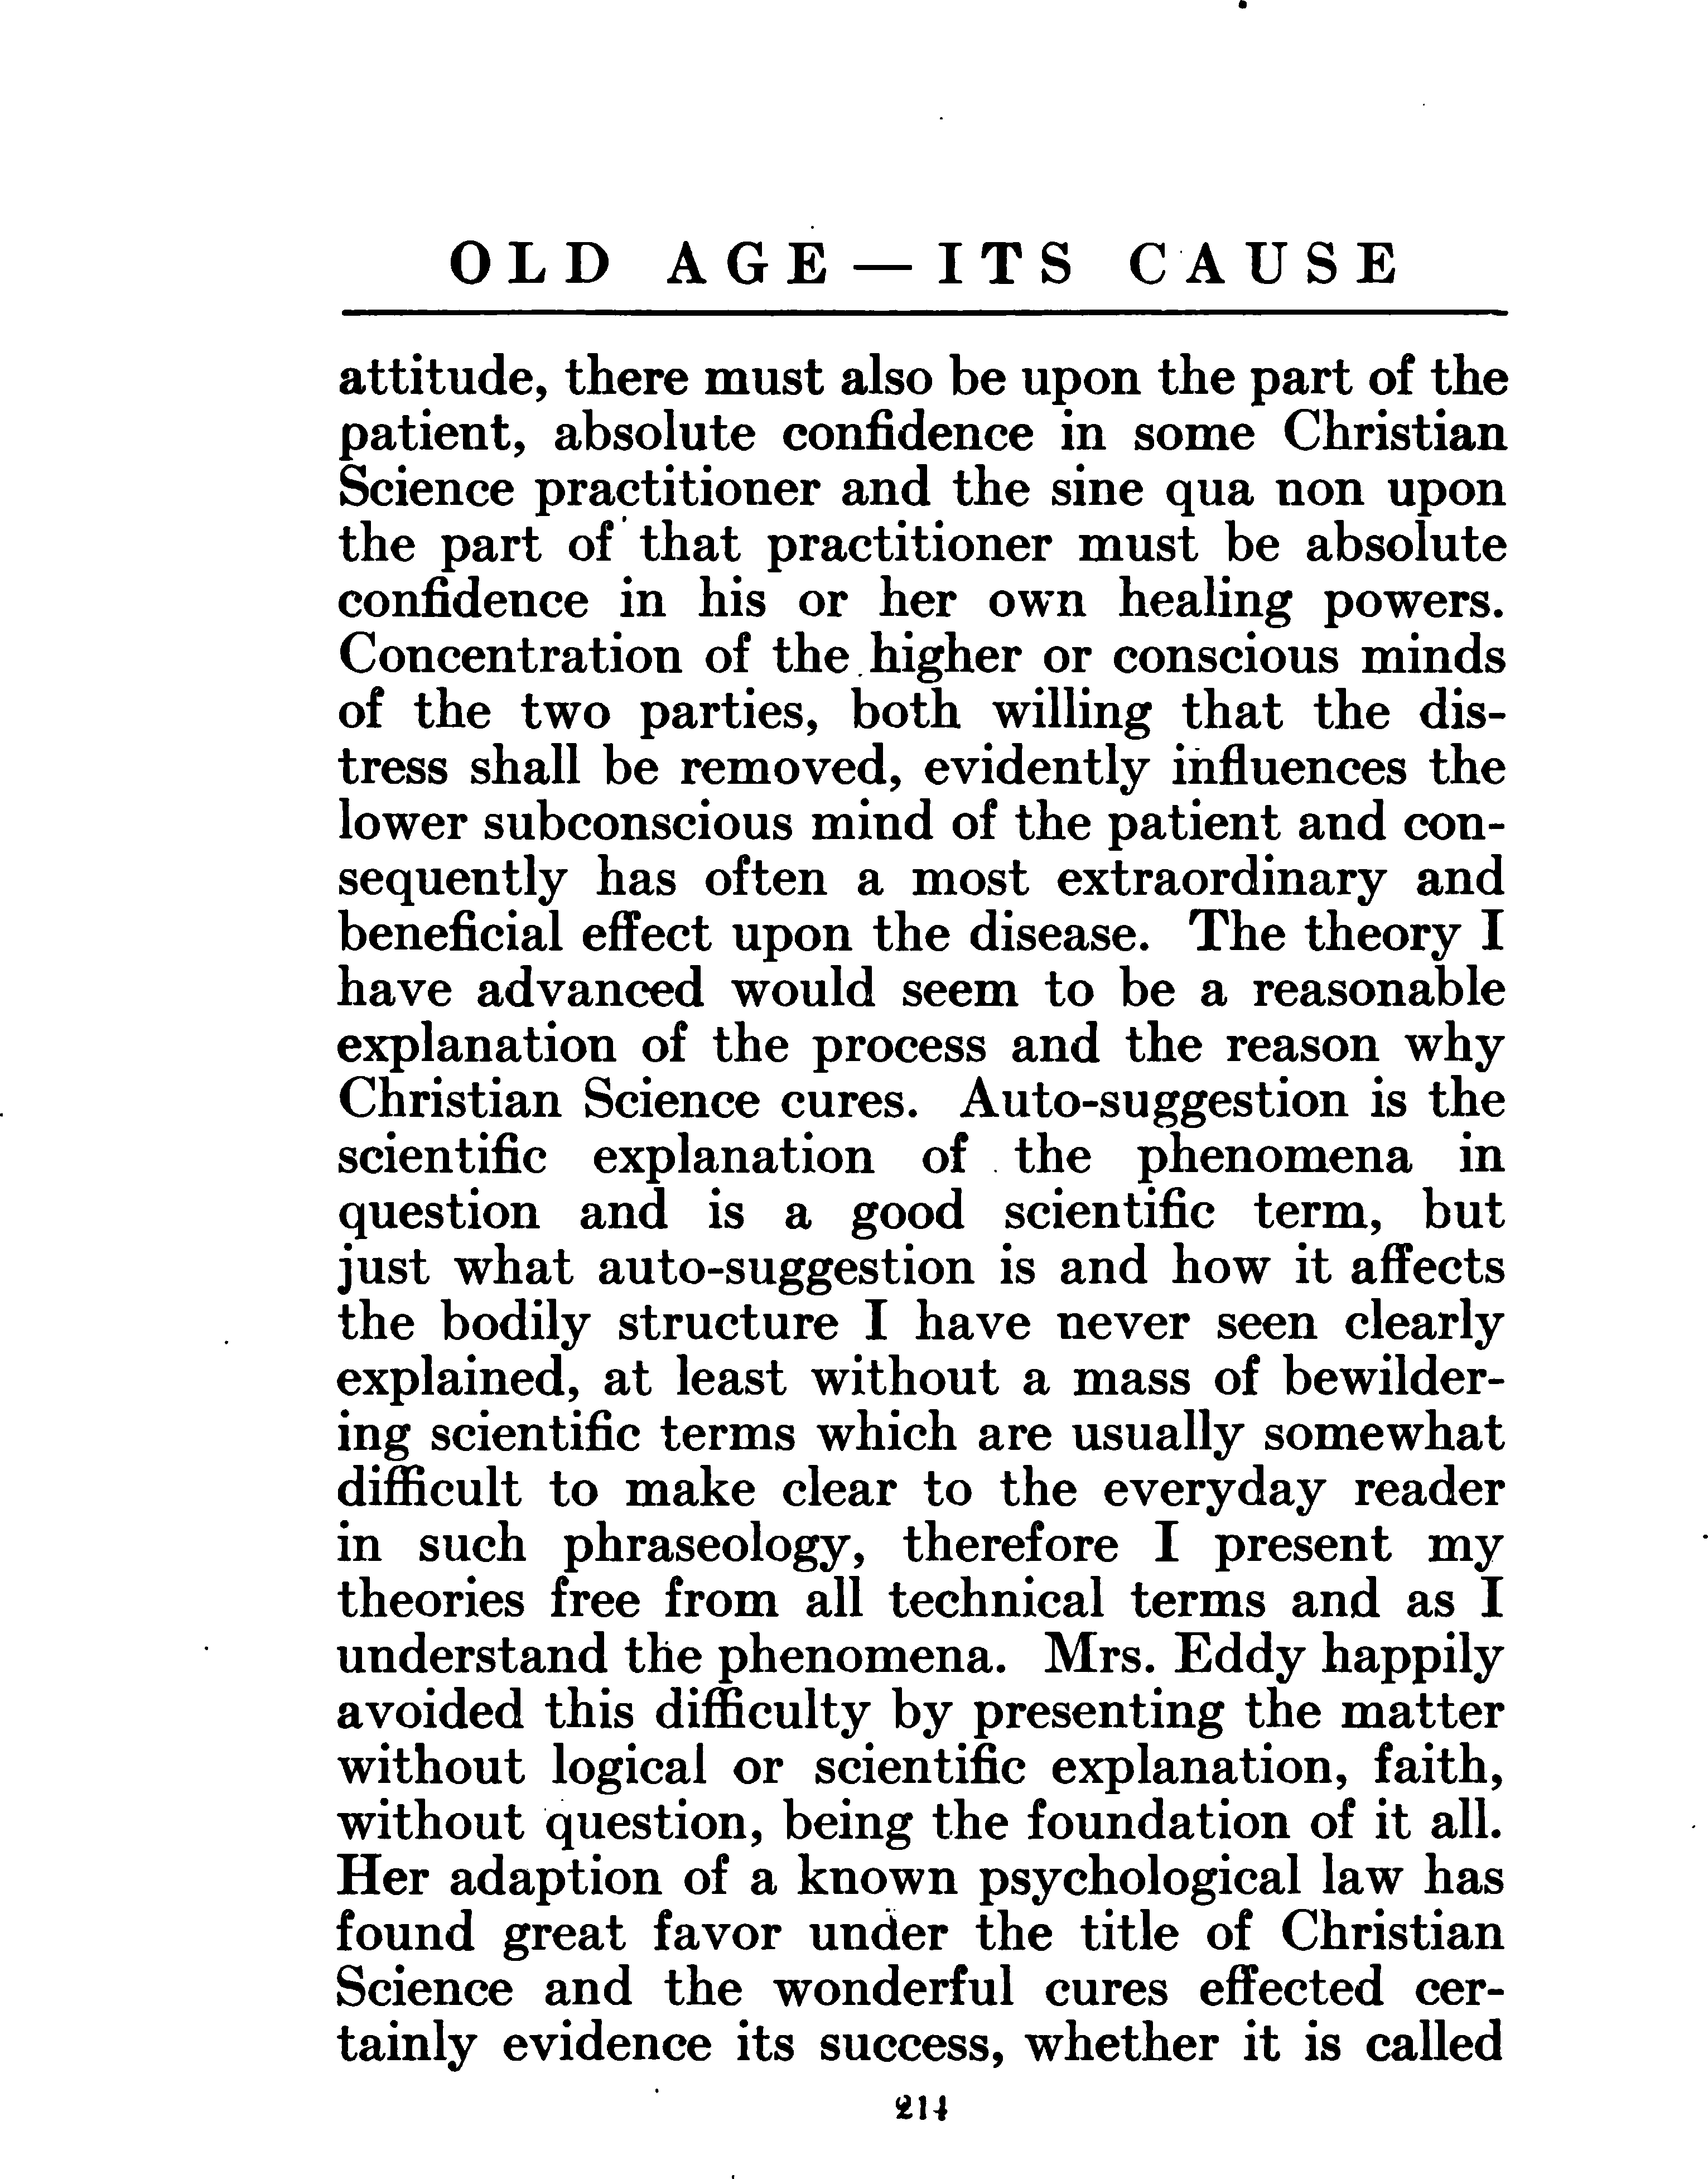 OLD AGE — ITS CAUSE
attitude, there must also be upon the part of the
patient, absolute confidence in some Christian
Science practitioner and the sine qua non upon
the part of that practitioner must be absolute
confidence in his or her own healing powers.
Concentration of the higher or conscious minds
of the two parties, both willing that the dis-
tress shall be removed, evidently influences the
lower subconscious mind of the patient and con-
sequently has often a most extraordinary and
beneficial effect upon the disease. The theory I
have advanced would seem to be a reasonable
explanation of the process and the reason why
Christian Science cures. Auto-suggestion is the
scientific explanation of the phenomena in
question and is a good scientific term, but
just what auto-suggestion is and how it affects
the bodily structure I have never seen clearly
explained, at least without a mass of bewilder-
ing scientific terms which are usually somewhat
difficult to make clear to the everyday reader
in such phraseology, therefore I present my
theories free from all technical terms and as I
understand the phenomena. Mrs. Eddy happily
avoided this difficulty by presenting the matter
without logical or scientific explanation, faith,
without question, being the foundation of it all.
Her adaption of a known psychological law has
found great favor under the title of Christian
Science and the wonderful cures effected cer-
tainly evidence its success, whether it is called
214